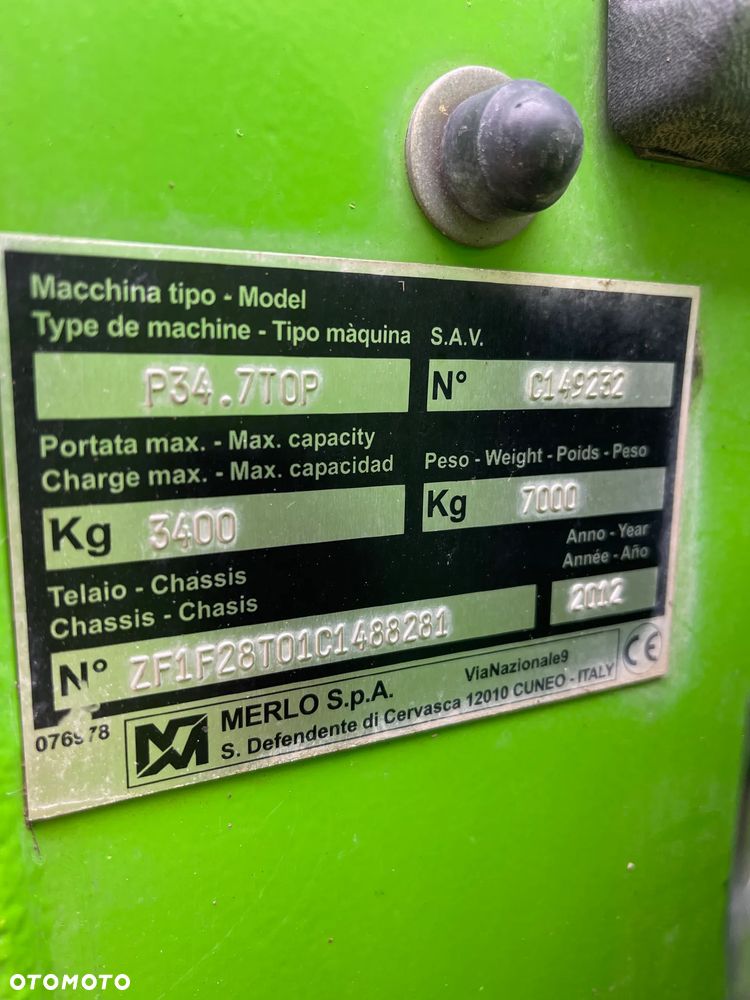 Macchina tipo - Model
Type de machine - Tipo màquina
S.A.V.
P34.7TOP
N° C149232
Portata max. - Max. capacity
Charge max. - Max. capacidad
Peso - Weight - Poids - Peso
Kg 3400
Kg 7000
Anno - Year
Année - Año
Telaio - Chassis
Chassis - Chasis
2012
N° ZF1F28T01C1488281
076978
MERLO S.p.A.
ViaNazionale9
S. Defendente di Cervasca 12010 CUNEO - ITALY
CE
OTOMOTO